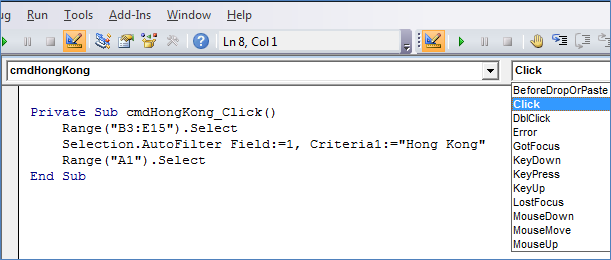 ug Run Tools Add-Ins Window Help
Ln 8, Col 1
cmdHongKong
Click
Private Sub cmdHongKong_Click()
Range("B3:E15").Select
Selection.AutoFilter Field:=1, Criteria1:="Hong Kong"
Range("A1").Select
End Sub
BeforeDropOrPaste
Click
DblClick
Error
GotFocus
KeyDown
KeyPress
KeyUp
LostFocus
MouseDown
MouseMove
MouseUp